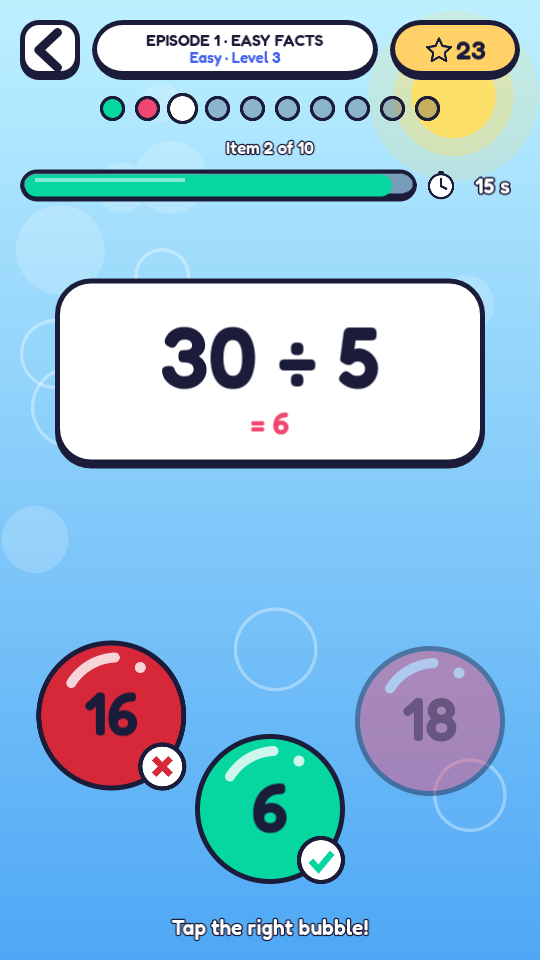 EPISODE 1 · EASY FACTS
Easy · Level 3
23
Item 2 of 10
15 s
30 ÷ 5
= 6
16
18
6
Tap the right bubble!